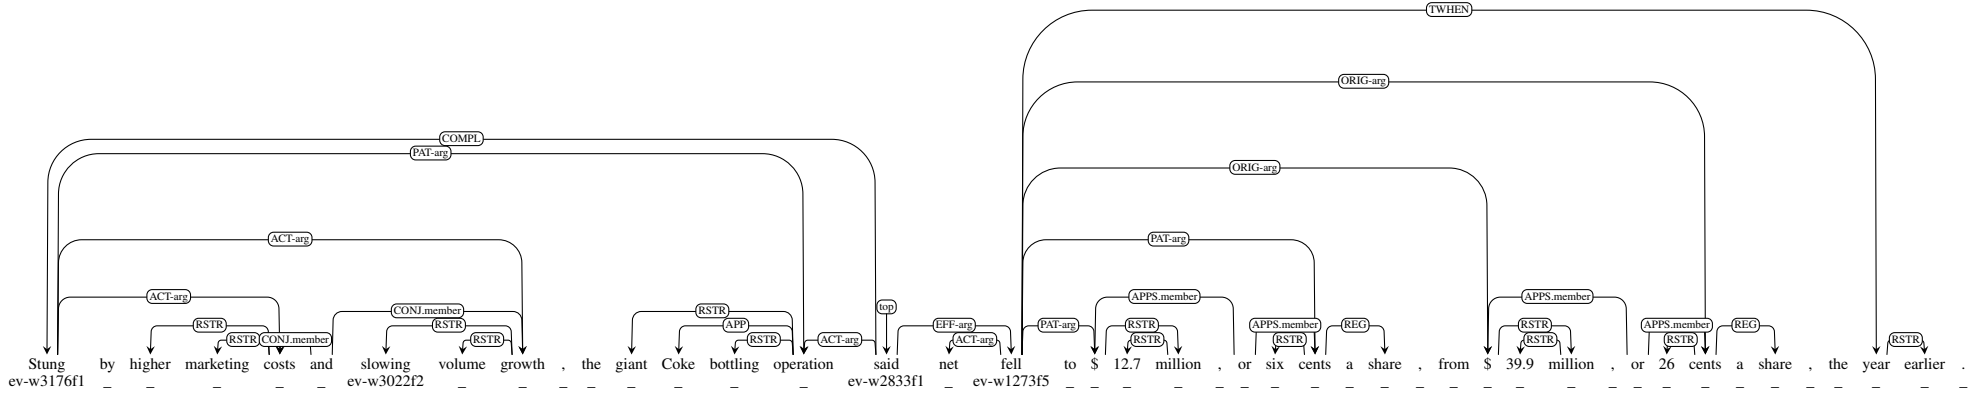 TWHEN
ORIG-arg
COMPL
PAT-arg
ORIG-arg
ACT-arg PAT-arg
ACT-arg APPS.member APPS.member
CONJ.member RSTR top
RSTR RSTR APP EFF-arg PAT-arg RSTR APPS.member REG RSTR APPS.member REG
RSTR CONJ.member RSTR RSTR ACT-arg ACT-arg RSTR RSTR RSTR RSTR RSTR
Stung by higher marketing costs and slowing volume growth , the giant Coke bottling operation said net fell to $ 12.7 million , or six cents a share , from $ 39.9 million , or 26 cents a share , the year earlier .
ev-w3176f1 _ _ _ _ _ ev-w3022f2 _ _ _ _ _ _ _ _ ev-w2833f1 _ ev-w1273f5 _ _ _ _ _ _ _ _ _ _ _ _ _ _ _ _ _ _ _ _ _ _ _ _ _ _